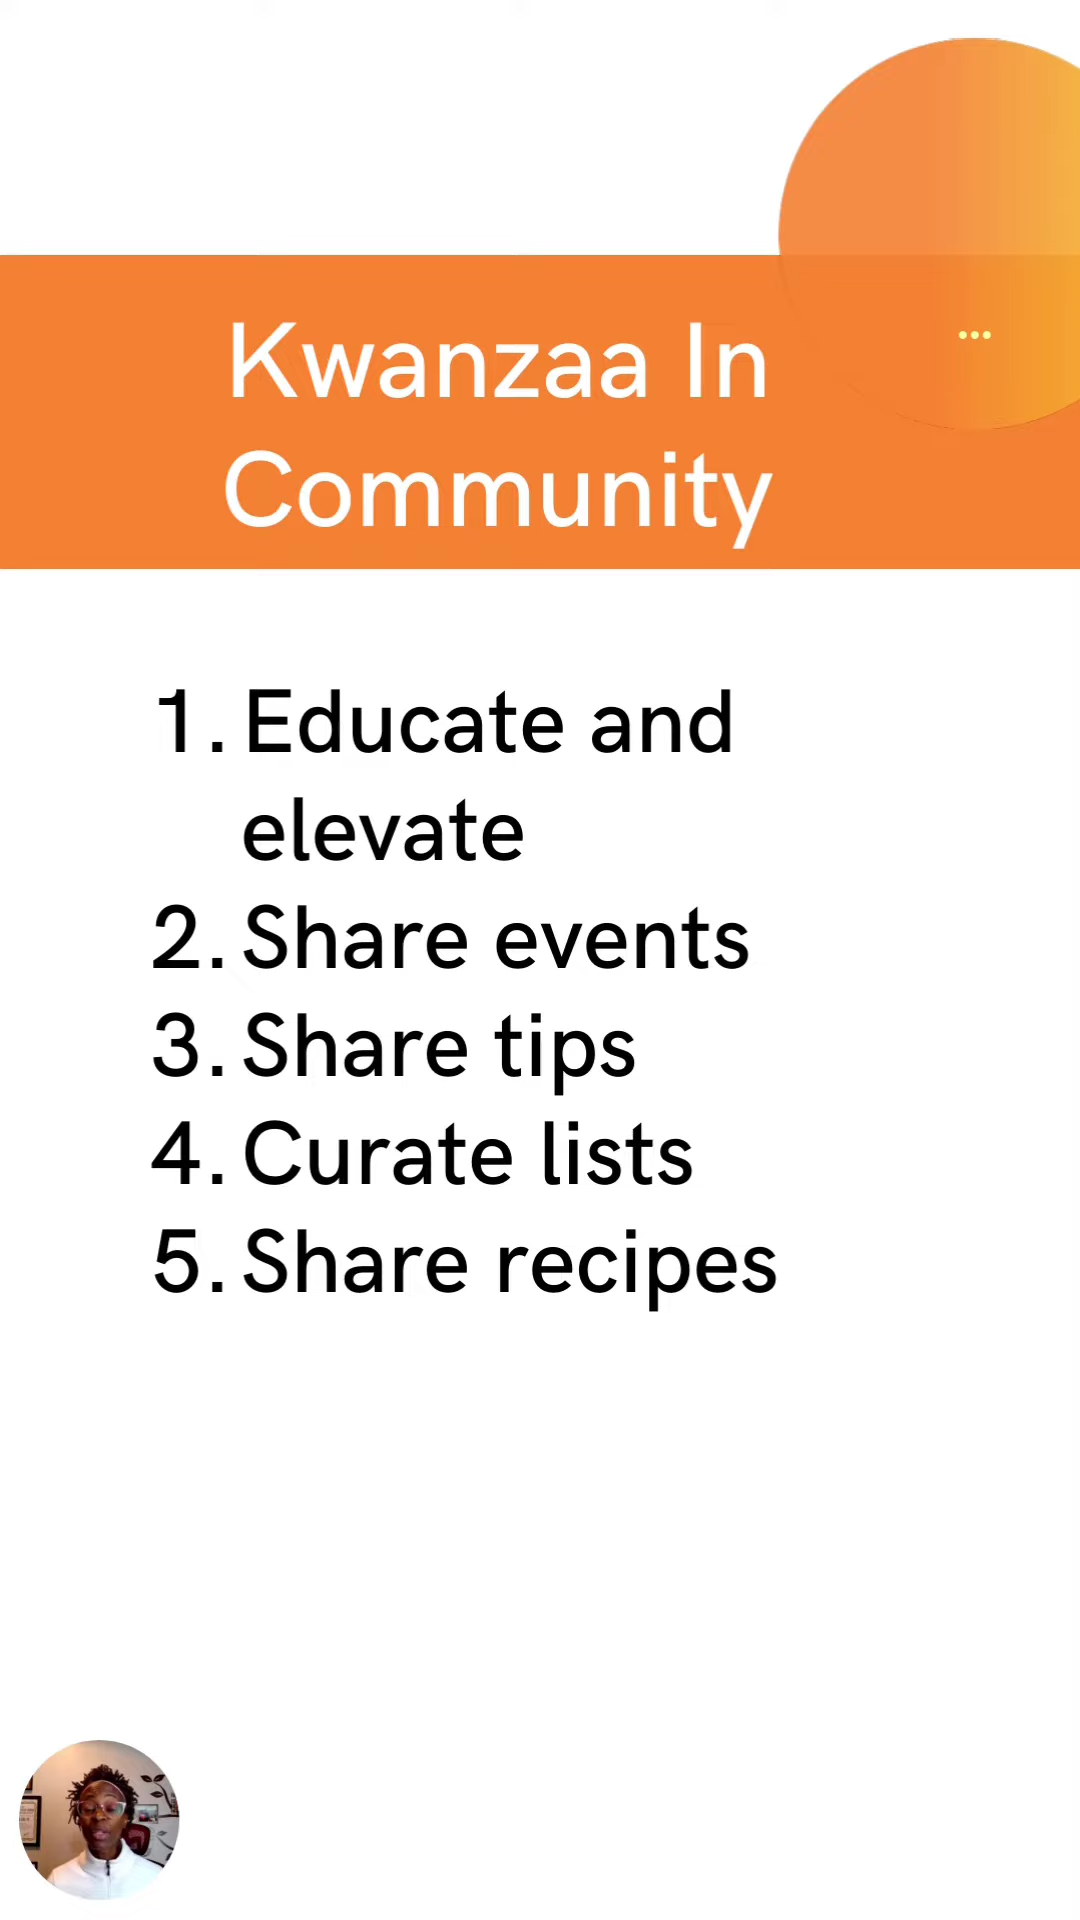 Kwanzaa In
Community
1. Educate and
elevate
2. Share events
3. Share tips
4. Curate lists
5. Share recipes